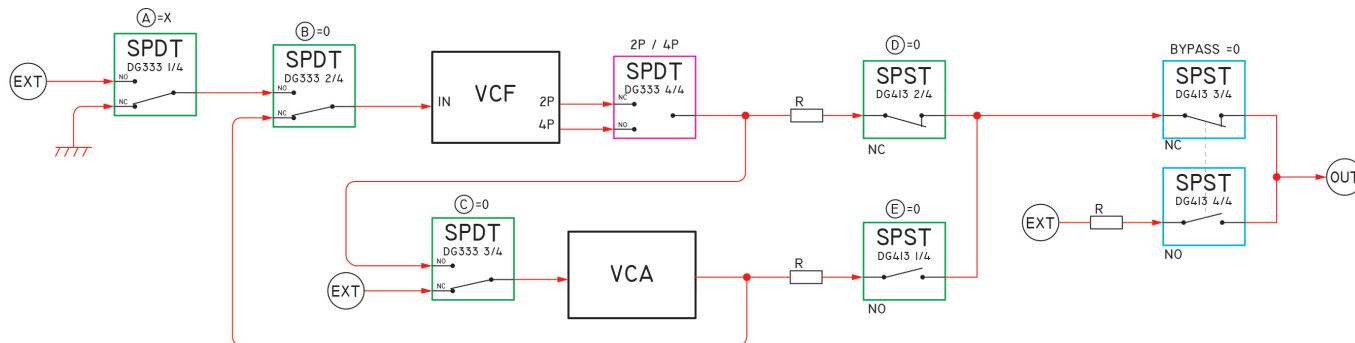 Ⓐ=X
SPDT
DG333 1/4
NO
NC
EXT
Ⓑ=0
SPDT
DG333 2/4
NO
NC
IN
VCF
2P
4P
2P / 4P
SPDT
DG333 4/4
NC
NO
R
Ⓓ=0
SPST
DG413 2/4
NC
BYPASS =0
SPST
DG413 3/4
NC
SPST
DG413 4/4
NO
EXT
R
OUT
Ⓒ=0
SPDT
DG333 3/4
NO
NC
EXT
VCA
R
Ⓔ=0
SPST
DG413 1/4
NO